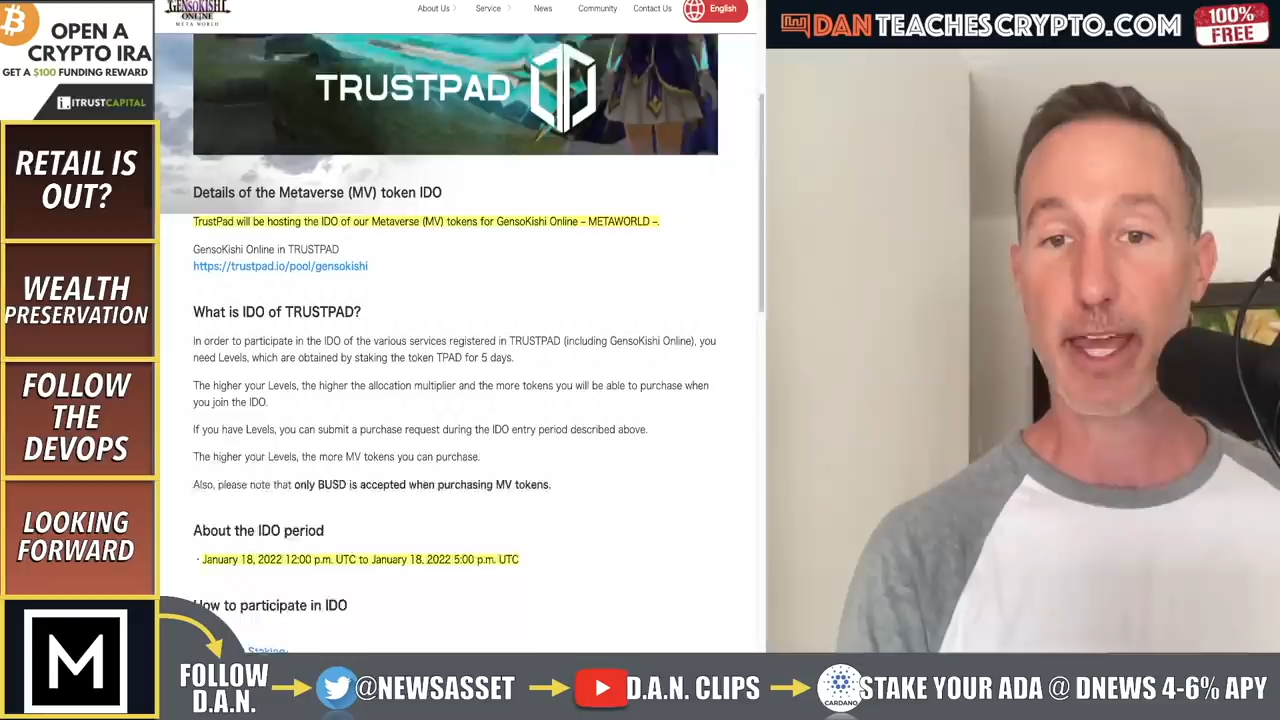 OPEN A
CRYPTO IRA
GET A $100 FUNDING REWARD
ITRUSTCAPITAL
RETAIL IS
OUT?
WEALTH
PRESERVATION
FOLLOW
THE
DEVOPS
LOOKING
FORWARD
M
GENSOKISHI
ONLINE
META WORLD
About Us
Service
News
Community
Contact Us
English
TRUSTPAD
Details of the Metaverse (MV) token IDO
TrustPad will be hosting the IDO of our Metaverse (MV) tokens for GensoKishi Online – METAWORLD –.
GensoKishi Online in TRUSTPAD
https://trustpad.io/pool/gensokishi
What is IDO of TRUSTPAD?
In order to participate in the IDO of the various services registered in TRUSTPAD (including GensoKishi Online), you
need Levels, which are obtained by staking the token TPAD for 5 days.
The higher your Levels, the higher the allocation multiplier and the more tokens you will be able to purchase when
you join the IDO.
If you have Levels, you can submit a purchase request during the IDO entry period described above.
The higher your Levels, the more MV tokens you can purchase.
Also, please note that only BUSD is accepted when purchasing MV tokens.
About the IDO period
・January 18, 2022 12:00 p.m. UTC to January 18, 2022 5:00 p.m. UTC
How to participate in IDO
Staking:
DANTEACHESCRYPTO.COM
100%
FREE
FOLLOW
D.A.N.
@NEWSASSET
D.A.N. CLIPS
CARDANO
STAKE YOUR ADA @ DNEWS 4-6% APY